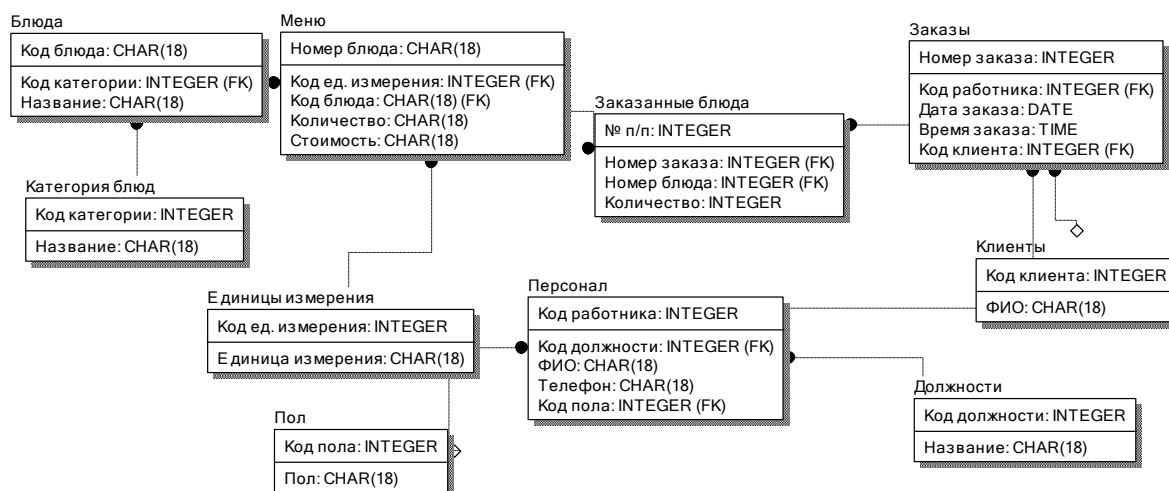 Блюда
Код блюда: CHAR(18)
Код категории: INTEGER (FK)
Название: CHAR(18)
Меню
Номер блюда: CHAR(18)
Код ед. измерения: INTEGER (FK)
Код блюда: CHAR(18) (FK)
Количество: CHAR(18)
Стоимость: CHAR(18)
Заказанные блюда
№ п/п: INTEGER
Номер заказа: INTEGER (FK)
Номер блюда: INTEGER (FK)
Количество: INTEGER
Заказы
Номер заказа: INTEGER
Код работника: INTEGER (FK)
Дата заказа: DATE
Время заказа: TIME
Код клиента: INTEGER (FK)
Категория блюд
Код категории: INTEGER
Название: CHAR(18)
Клиенты
Код клиента: INTEGER
ФИО: CHAR(18)
Единицы измерения
Код ед. измерения: INTEGER
Единица измерения: CHAR(18)
Персонал
Код работника: INTEGER
Код должности: INTEGER (FK)
ФИО: CHAR(18)
Телефон: CHAR(18)
Код пола: INTEGER (FK)
Должности
Код должности: INTEGER
Название: CHAR(18)
Пол
Код пола: INTEGER
Пол: CHAR(18)